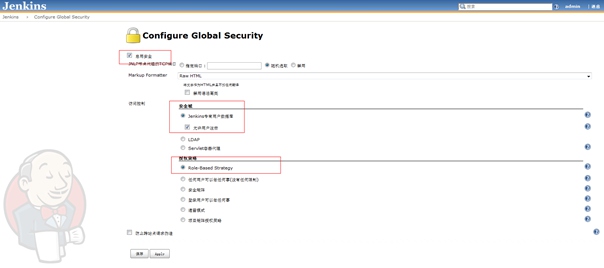 Jenkins
搜索
admin
| 注销
Jenkins
Configure Global Security
Configure Global Security
启用安全
JNLP节点代理的TCP端口
指定端口 :
随机选取
禁用
Markup Formatter
Raw HTML
禁用语法高亮
访问控制
安全域
Jenkins专有用户数据库
允许用户注册
LDAP
Servlet容器代理
授权策略
Role-Based Strategy
任何用户可以做任何事(没有任何限制)
安全矩阵
登录用户可以做任何事
遗留模式
项目矩阵授权策略
防止跨站点请求伪造
Apply